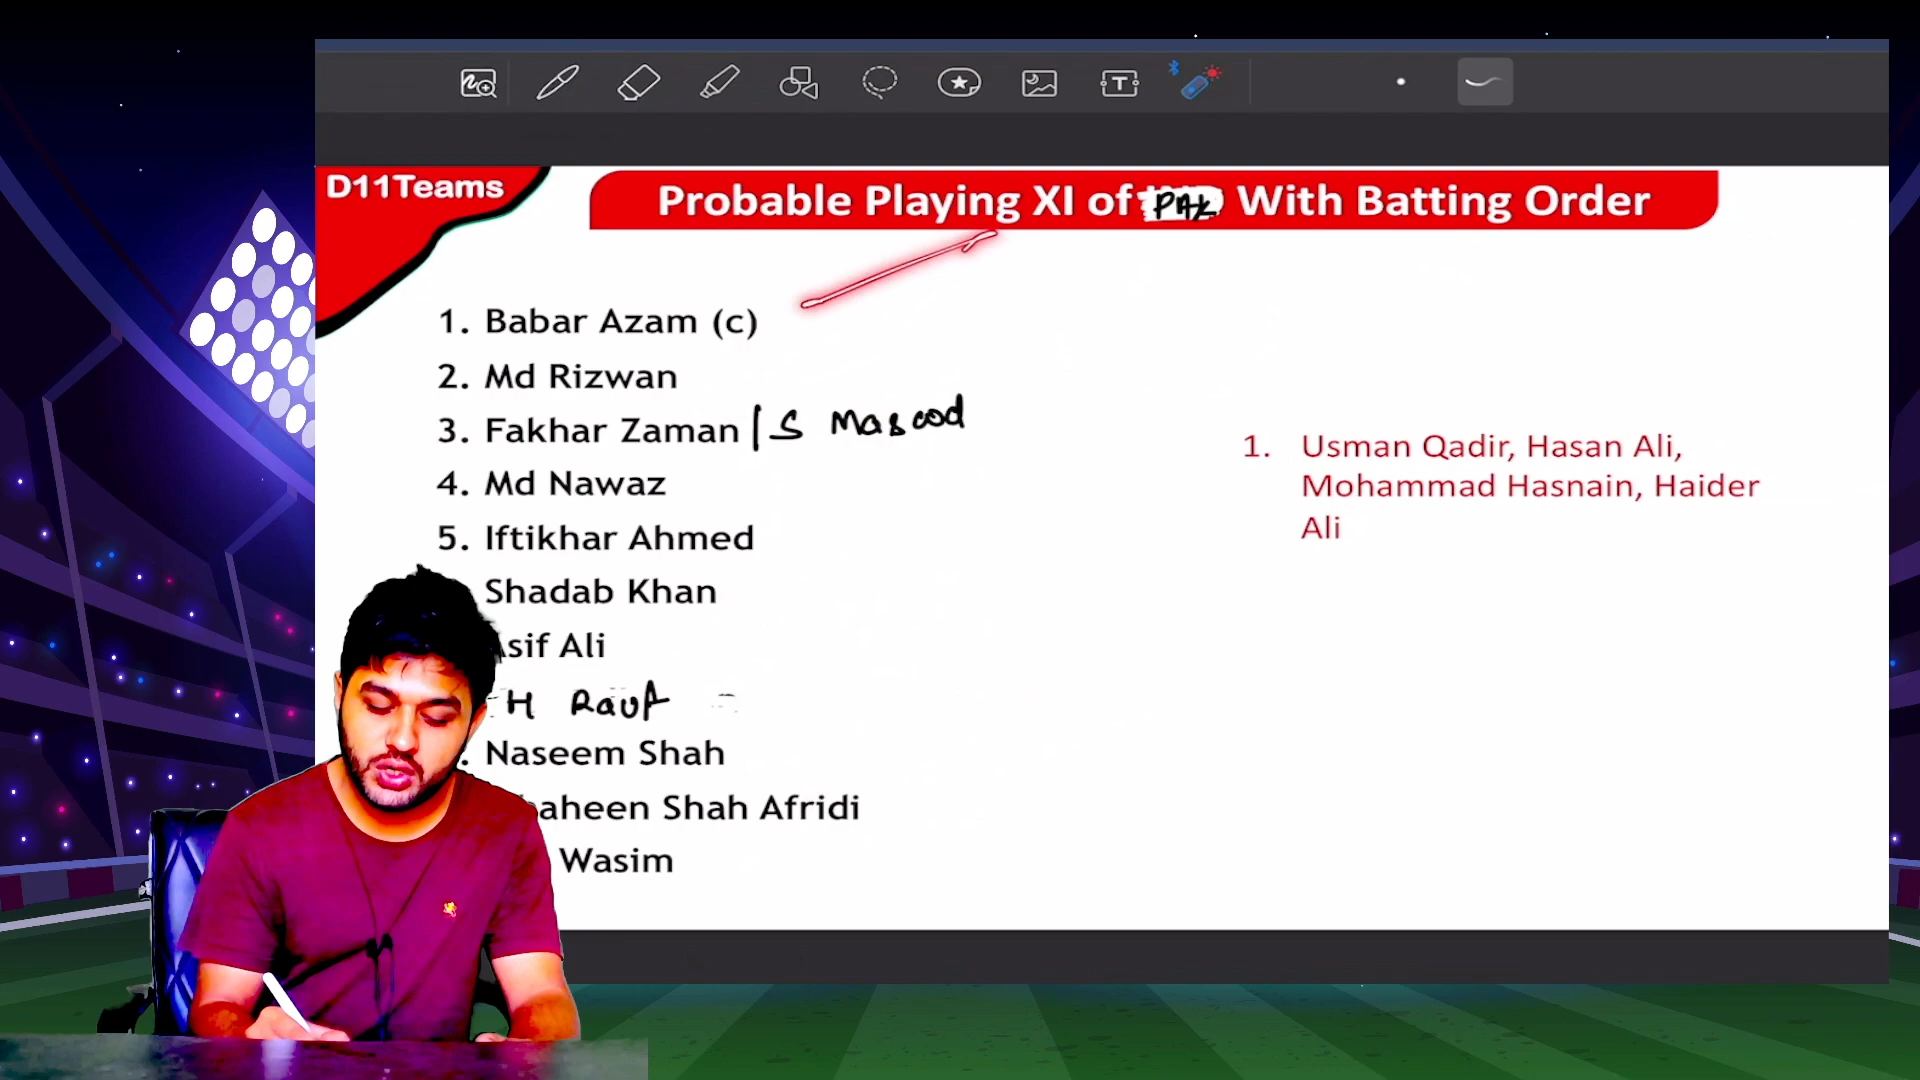 D11Teams
Probable Playing XI of PAK With Batting Order
1. Babar Azam (c)
2. Md Rizwan
3. Fakhar Zaman | S Masood
4. Md Nawaz
5. Iftikhar Ahmed
Shadab Khan
Asif Ali
H Rauf
Naseem Shah
haheen Shah Afridi
Wasim
1. Usman Qadir, Hasan Ali,
Mohammad Hasnain, Haider
Ali